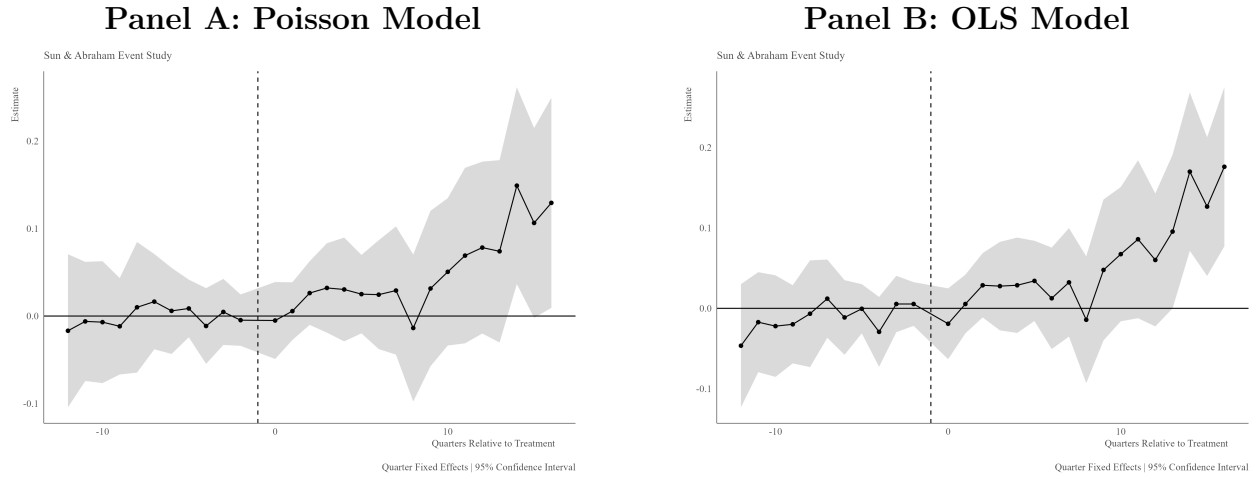 Panel A: Poisson Model
Sun & Abraham Event Study
Estimate
0.2
0.1
0.0
-0.1
-10 0 10
Quarters Relative to Treatment
Quarter Fixed Effects | 95% Confidence Interval
Panel B: OLS Model
Sun & Abraham Event Study
Estimate
0.2
0.1
0.0
-0.1
-10 0 10
Quarters Relative to Treatment
Quarter Fixed Effects | 95% Confidence Interval